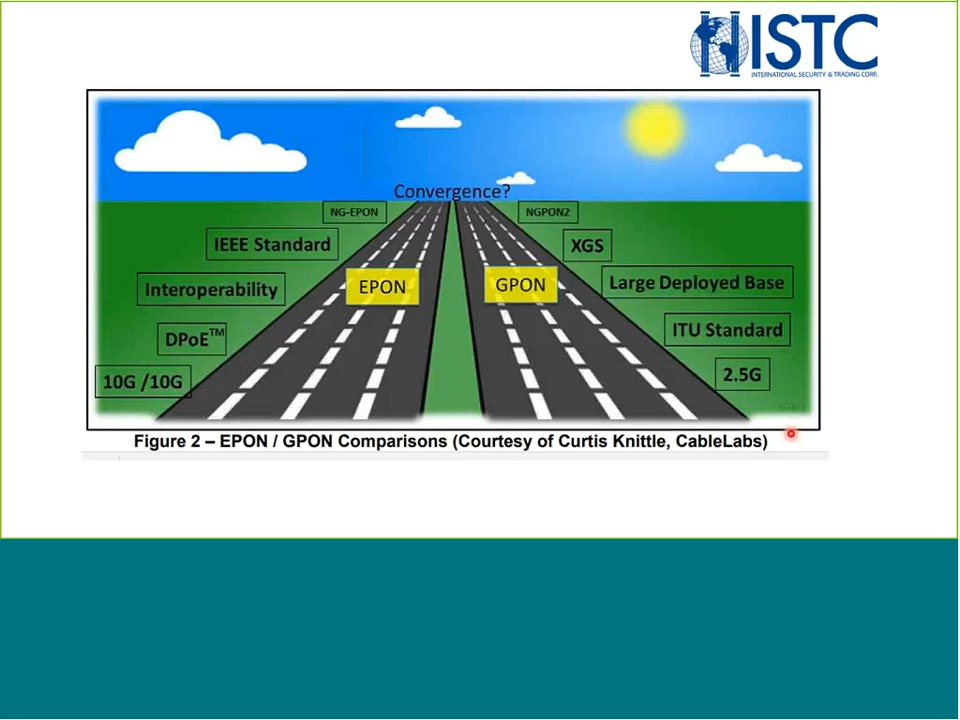 HISTC
INTERNATIONAL SECURITY & TRADING CORP.
Convergence?
NG-EPON
NGPON2
IEEE Standard
XGS
Interoperability
EPON
GPON
Large Deployed Base
DPoE™
ITU Standard
10G /10G
2.5G
Figure 2 – EPON / GPON Comparisons (Courtesy of Curtis Knittle, CableLabs)